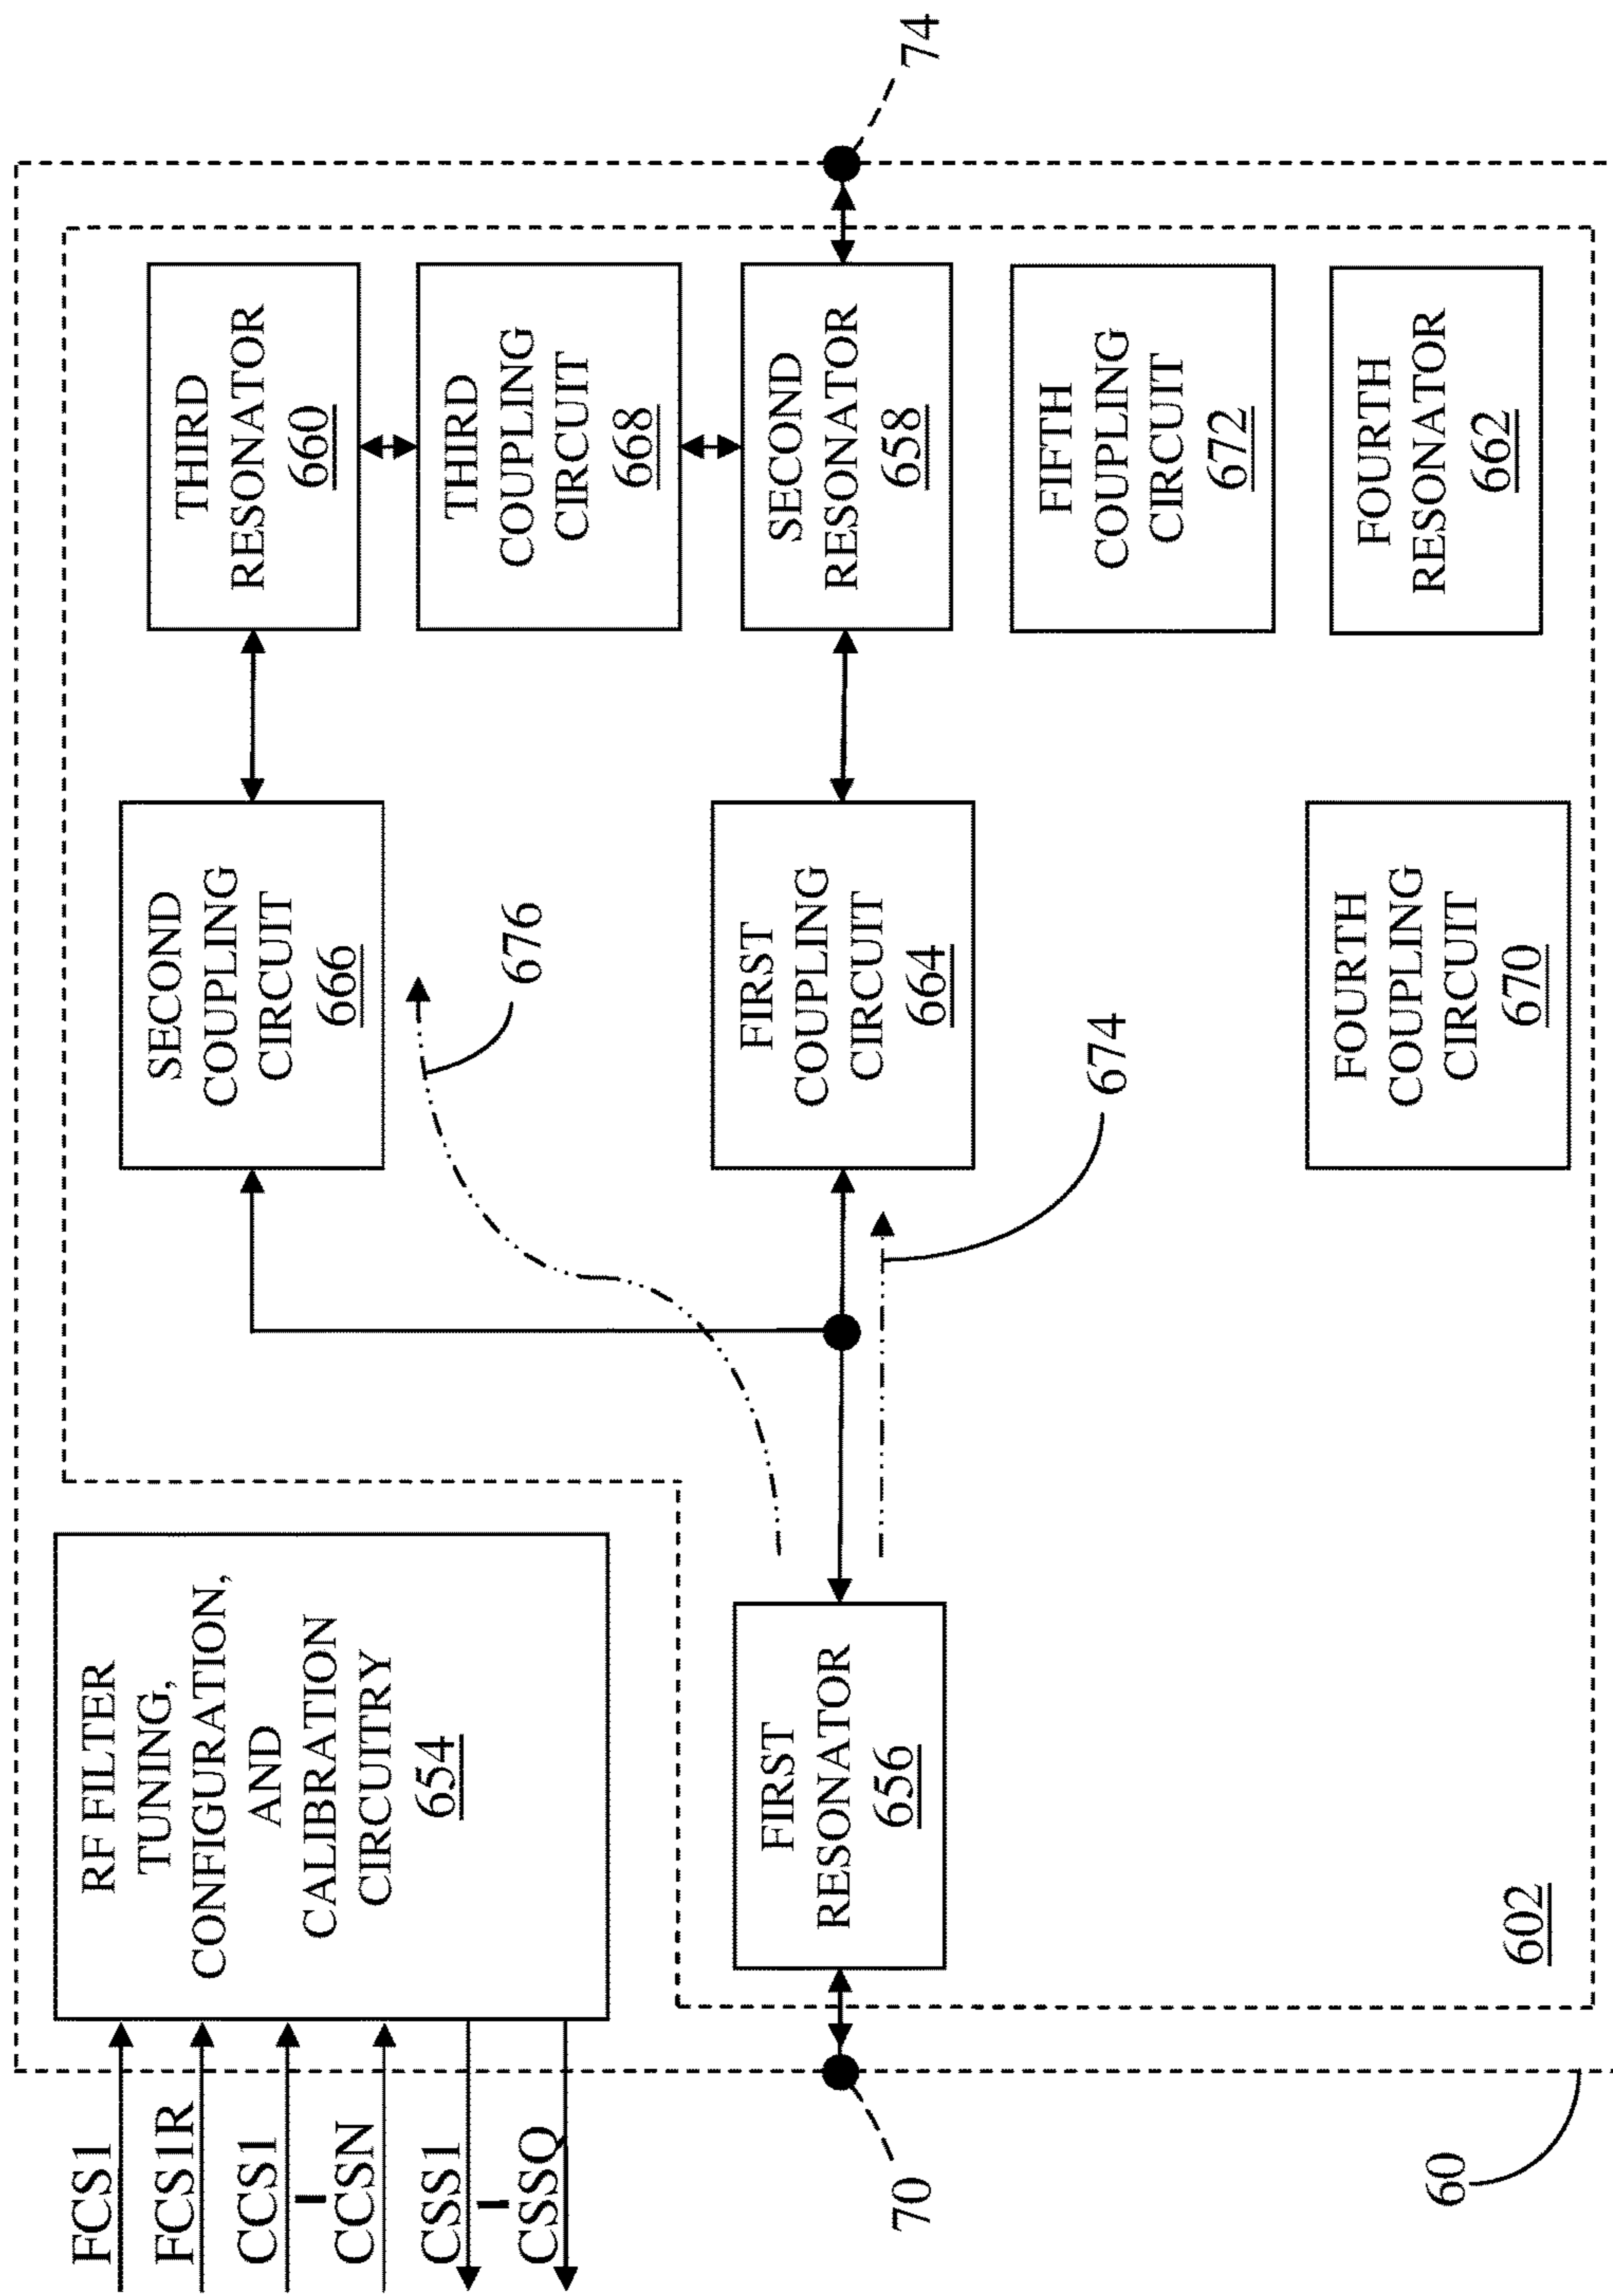 FCS1
FCS1R
CCS1
CCSN
CSS1
CSSQ
RF FILTER
TUNING,
CONFIGURATION,
AND
CALIBRATION
CIRCUITRY
654
SECOND
COUPLING
CIRCUIT
666
THIRD
RESONATOR
660
676
THIRD
COUPLING
CIRCUIT
668
70
FIRST
RESONATOR
656
FIRST
COUPLING
CIRCUIT
664
SECOND
RESONATOR
658
74
674
FIFTH
COUPLING
CIRCUIT
672
60
602
FOURTH
COUPLING
CIRCUIT
670
FOURTH
RESONATOR
662